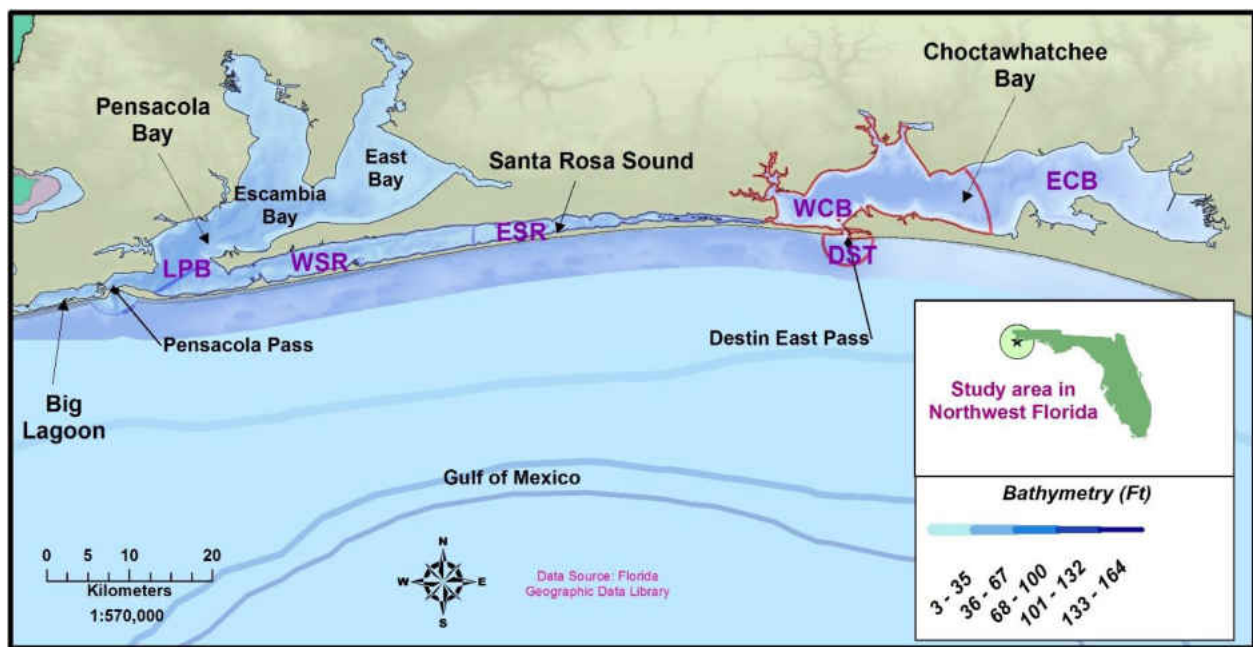 Choctawhatchee
Bay
Pensacola
Bay
East
Bay
Santa Rosa Sound
Escambia
Bay
ECB
WCB
ESR
WSR
LPB
DST
Pensacola Pass
Destin East Pass
Big
Lagoon
Study area in
Northwest Florida
Gulf of Mexico
Bathymetry (Ft)
3 - 35
36 - 67
68 - 100
101 - 132
133 - 164
0 5 10 20
Kilometers
1:570,000
N
W E
S
Data Source: Florida
Geographic Data Library